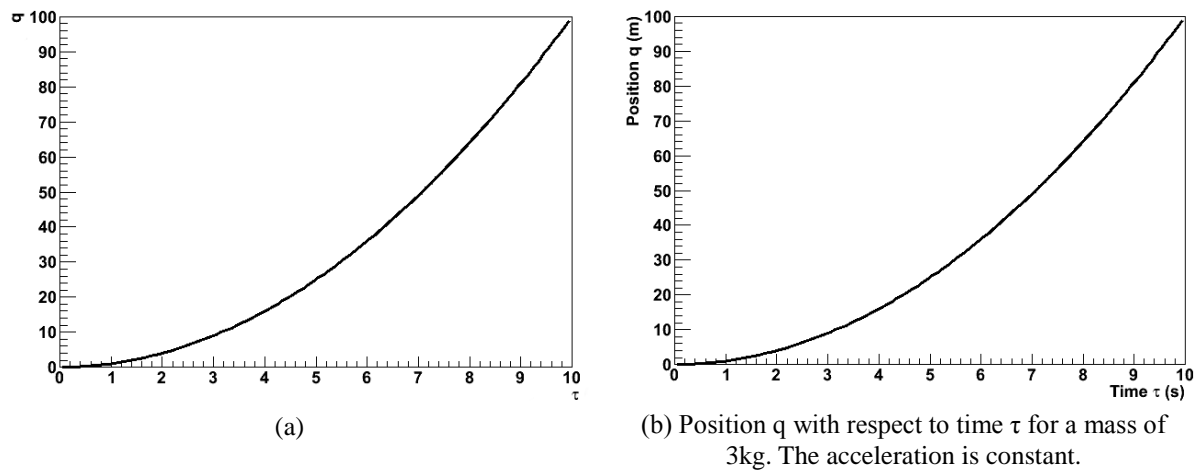 q
100
90
80
70
60
50
40
30
20
10
0
0 1 2 3 4 5 6 7 8 9 10
τ
(a)
Position q (m)
100
90
80
70
60
50
40
30
20
10
0
0 1 2 3 4 5 6 7 8 9 10
Time τ (s)
(b) Position q with respect to time τ for a mass of
3kg. The acceleration is constant.